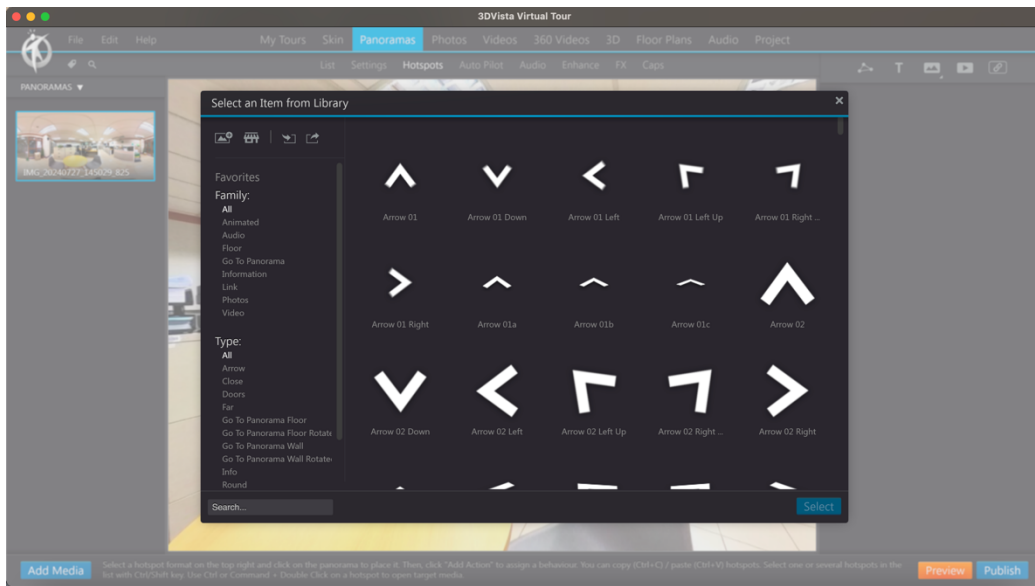 3DVista Virtual Tour
File Edit Help My Tours Skin Panoramas Photos Videos 360 Videos 3D Floor Plans Audio Project
List Settings Hotspots Auto Pilot Audio Enhance FX Caps
T
PANORAMAS ▼
IMG_20240727_145029_825
Select an Item from Library
Favorites
Family:
All
Animated
Audio
Floor
Go To Panorama
Information
Link
Photos
Video
Type:
All
Arrow
Close
Doors
Far
Go To Panorama Floor
Go To Panorama Floor Rotate
Go To Panorama Wall
Go To Panorama Wall Rotate
Info
Round
Search...
Arrow 01 Arrow 01 Down Arrow 01 Left Arrow 01 Left Up Arrow 01 Right ...
Arrow 01 Right Arrow 01a Arrow 01b Arrow 01c Arrow 02
Arrow 02 Down Arrow 02 Left Arrow 02 Left Up Arrow 02 Right ... Arrow 02 Right
Select
Add Media
Select a hotspot format on the top right and click on the panorama to place it. Then, click "Add Action" to assign a behaviour. You can copy (Ctrl+C) / paste (Ctrl+V) hotspots. Select one or several hotspots in the
list with Ctrl/Shift key. Use Ctrl or Command + Double Click on a hotspot to open target media.
Preview Publish